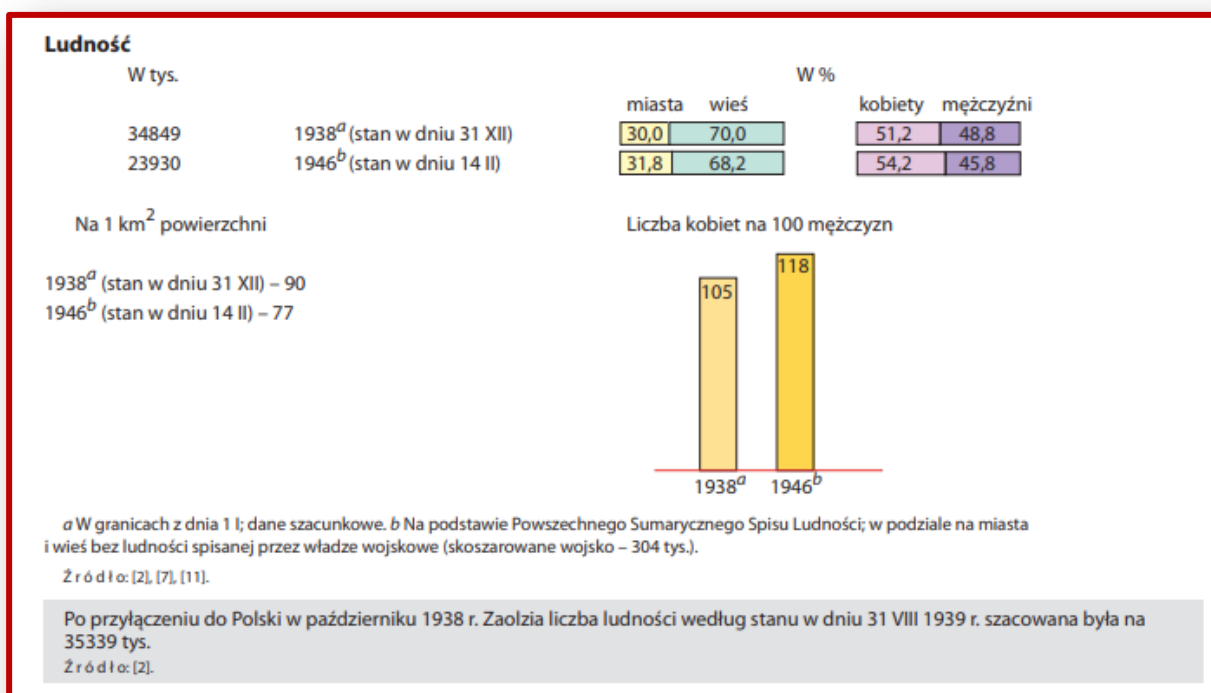 Ludność
W tys.
W %
miasta wieś
kobiety mężczyźni
34849 1938a (stan w dniu 31 XII) 30,0 70,0 51,2 48,8
23930 1946b (stan w dniu 14 II) 31,8 68,2 54,2 45,8
Na 1 km2 powierzchni
1938a (stan w dniu 31 XII) – 90
1946b (stan w dniu 14 II) – 77
Liczba kobiet na 100 mężczyzn
105 118
1938a 1946b
a W granicach z dnia 1 I; dane szacunkowe. b Na podstawie Powszechnego Sumarycznego Spisu Ludności; w podziale na miasta
i wieś bez ludności spisanej przez władze wojskowe (skoszarowane wojsko – 304 tys.).
Źródło: [2], [7], [11].
Po przyłączeniu do Polski w październiku 1938 r. Zaolzia liczba ludności według stanu w dniu 31 VIII 1939 r. szacowana była na
35339 tys.
Źródło: [2].